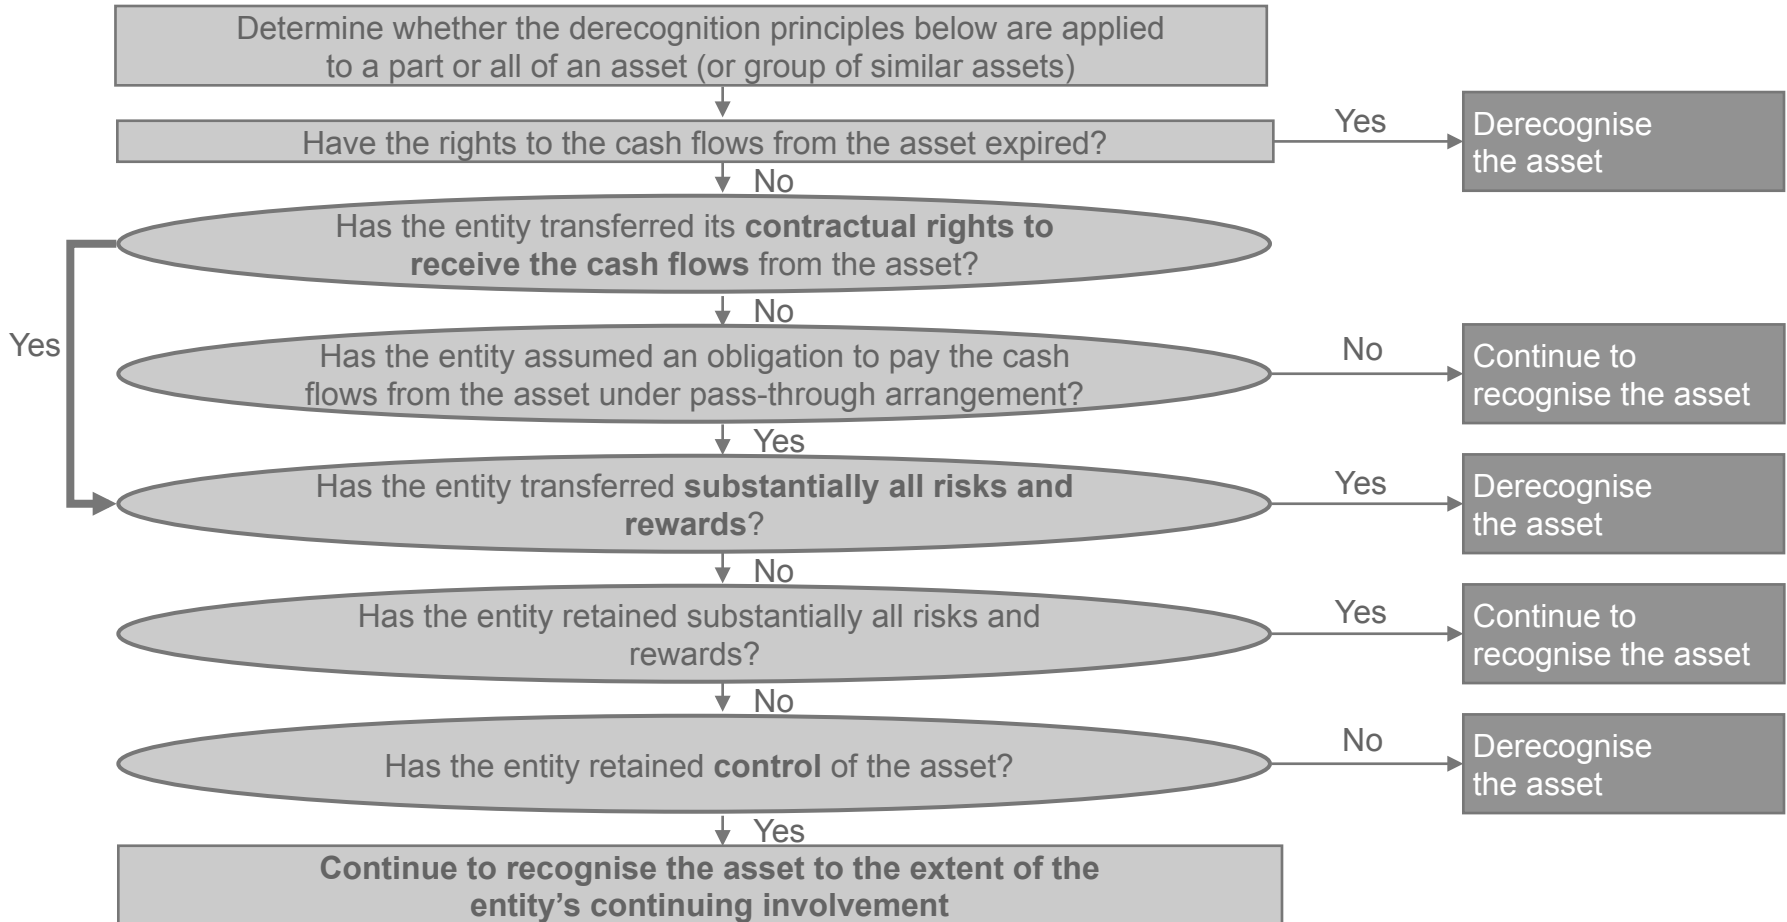 Determine whether the derecognition principles below are applied
to a part or all of an asset (or group of similar assets)
Have the rights to the cash flows from the asset expired?
Yes
Derecognise
the asset
No
Has the entity transferred its contractual rights to
receive the cash flows from the asset?
Yes
No
Has the entity assumed an obligation to pay the cash
flows from the asset under pass-through arrangement?
No
Continue to
recognise the asset
Yes
Has the entity transferred substantially all risks and
rewards?
Yes
Derecognise
the asset
No
Has the entity retained substantially all risks and
rewards?
Yes
Continue to
recognise the asset
No
Has the entity retained control of the asset?
No
Derecognise
the asset
Yes
Continue to recognise the asset to the extent of the
entity’s continuing involvement